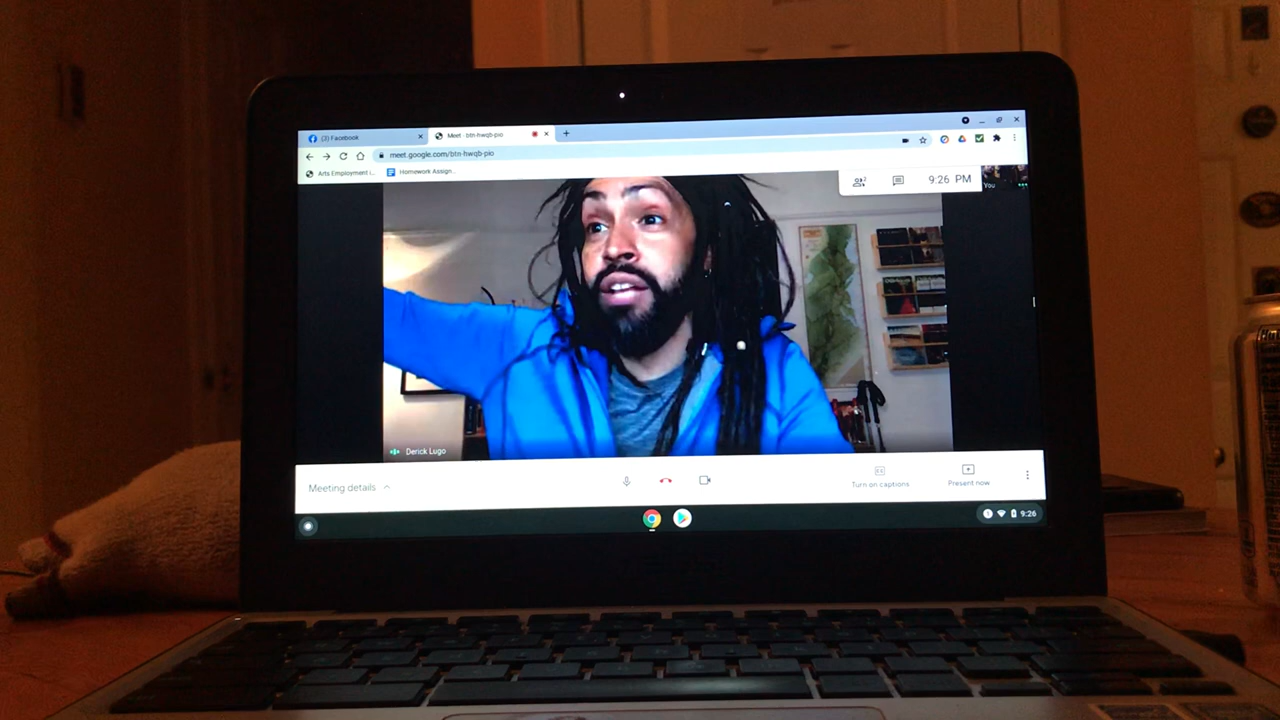 (3) Facebook
Meet - btn-hwqb-pio
meet.google.com/btn-hwqb-pio
Arts Employment i...
Homework Assign...
9:26 PM
You
Derick Lugo
Meeting details
Turn on captions
Present now
9:26